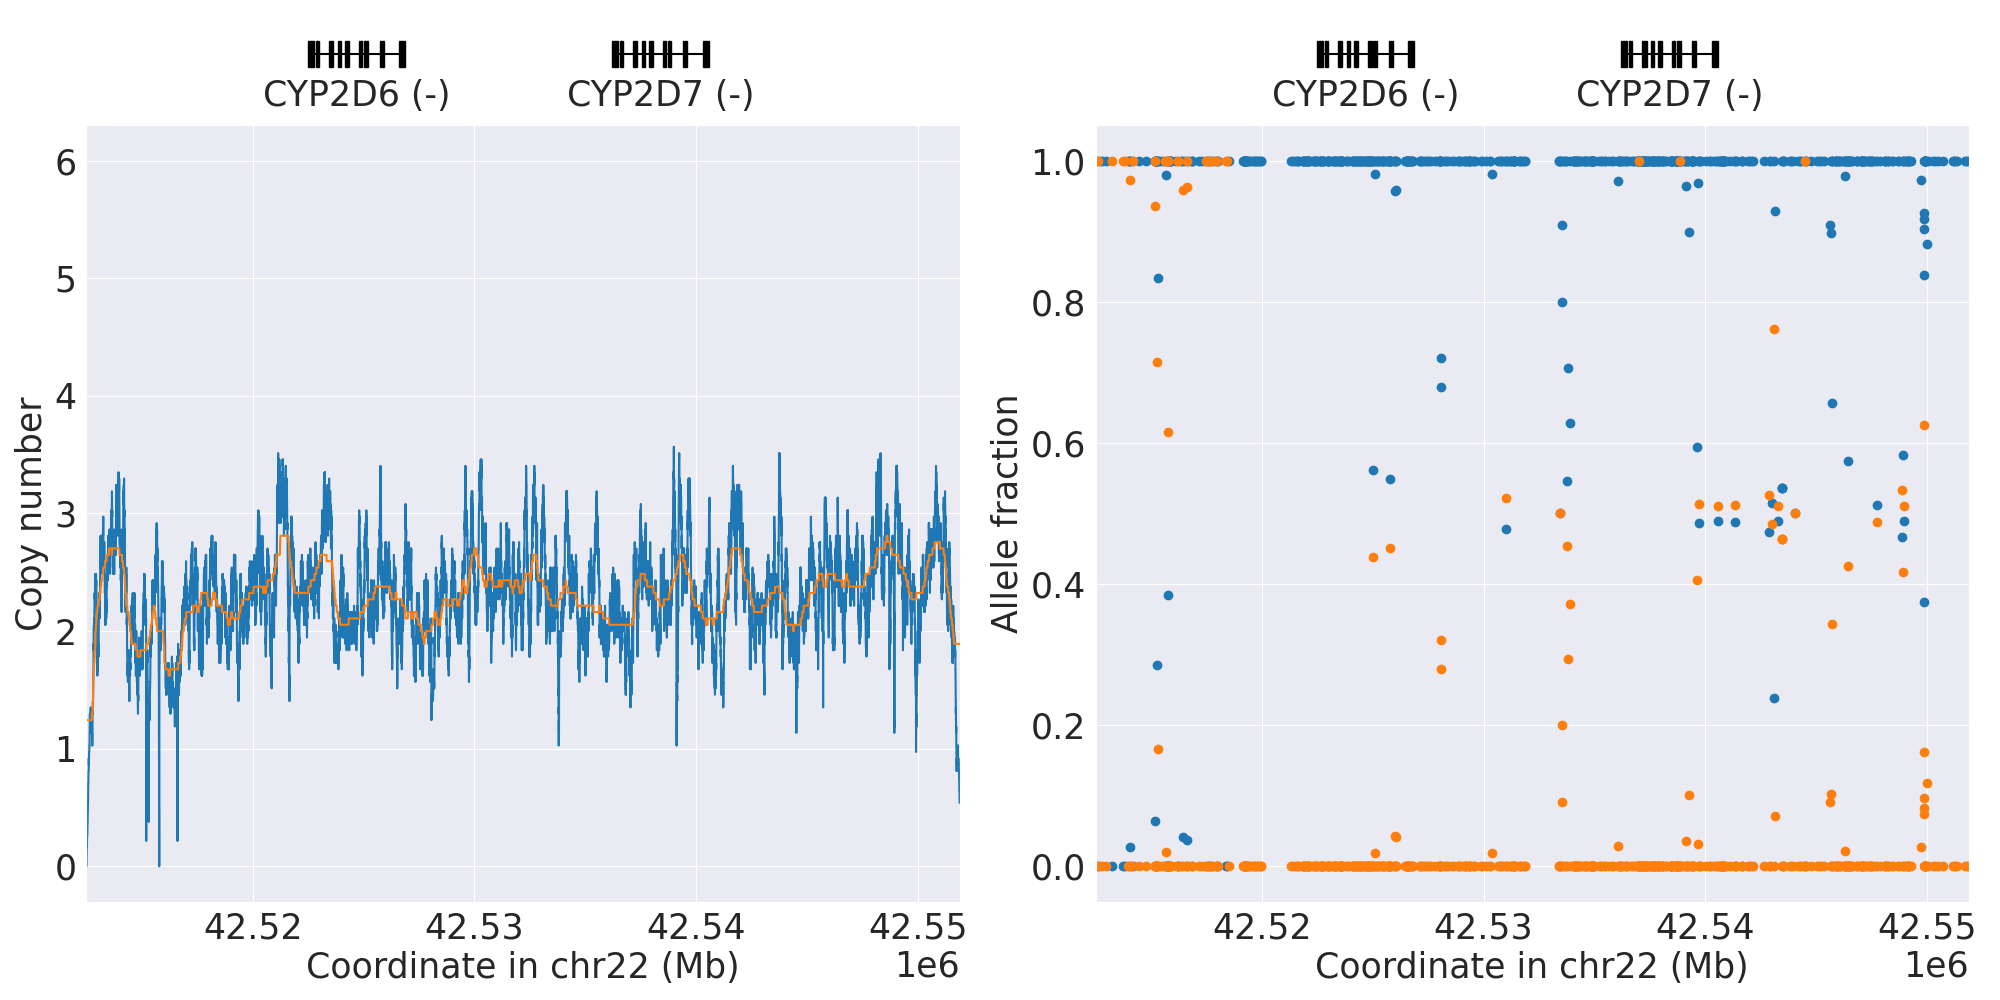 CYP2D6 (-) CYP2D7 (-)
CYP2D6 (-) CYP2D7 (-)
Copy number
6
5
4
3
2
1
0
42.52 42.53 42.54 42.55
Coordinate in chr22 (Mb) 1e6
Allele fraction
1.0
0.8
0.6
0.4
0.2
0.0
42.52 42.53 42.54 42.55
Coordinate in chr22 (Mb) 1e6